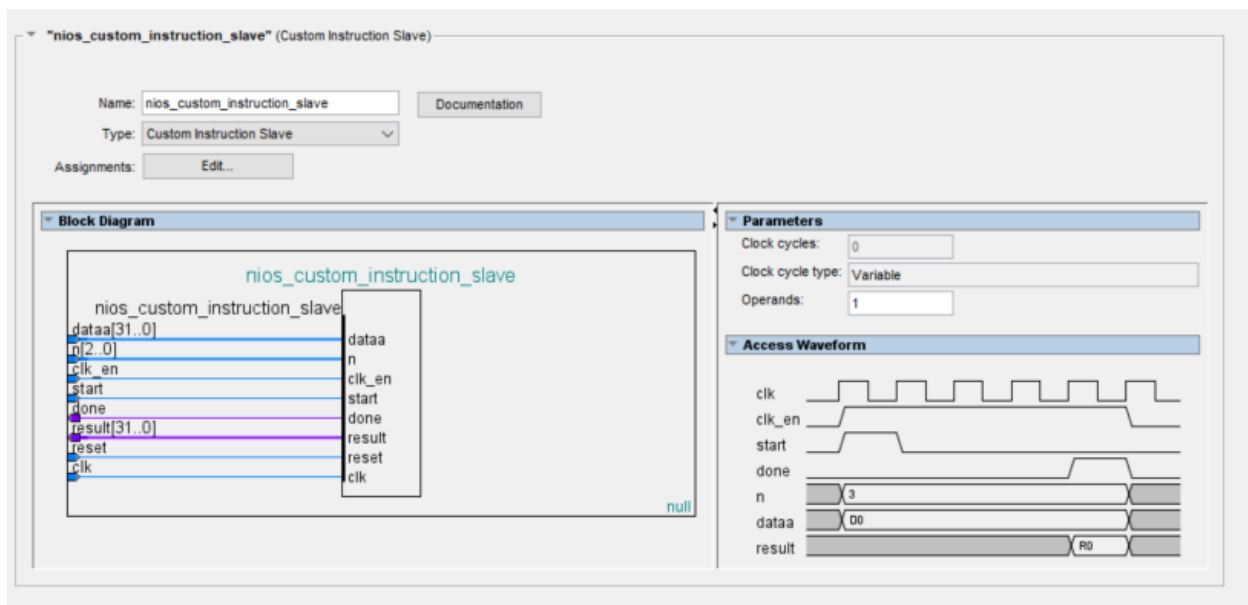 "nios_custom_instruction_slave" (Custom Instruction Slave)
Name: nios_custom_instruction_slave Documentation
Type: Custom Instruction Slave
Assignments: Edit...
Block Diagram
nios_custom_instruction_slave
nios_custom_instruction_slave
dataa[31..0] dataa
n[2..0] n
clk_en clk_en
start start
done done
result[31..0] result
reset reset
clk clk
null
Parameters
Clock cycles: 0
Clock cycle type: Variable
Operands: 1
Access Waveform
clk
clk_en
start
done
n 3
dataa D0
result R0